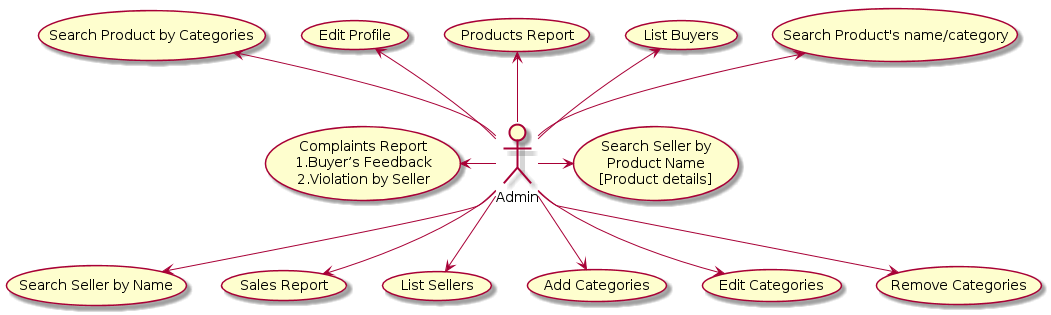 Search Product by Categories
Edit Profile
Products Report
List Buyers
Search Product's name/category
Complaints Report
1.Buyer’s Feedback
2.Violation by Seller
Search Seller by
Product Name
[Product details]
Admin
Search Seller by Name
Sales Report
List Sellers
Add Categories
Edit Categories
Remove Categories